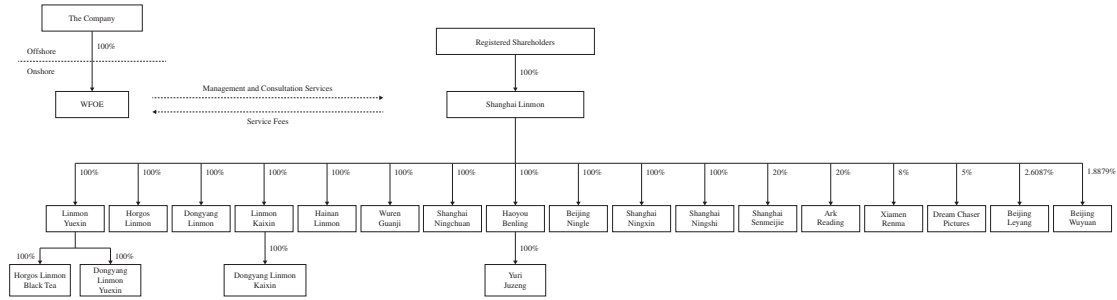 The Company
100%
Registered Shareholders
Offshore
Onshore
100%
Management and Consultation Services
WFOE
Shanghai Linmon
Service Fees
100%
100%
100%
100%
100%
100%
100%
100%
100%
100%
100%
20%
20%
8%
5%
2.6087%
1.8879%
Linmon
Yuexin
Horgos
Linmon
Dongyang
Linmon
Linmon
Kaixin
Hainan
Linmon
Wuren
Guanji
Shanghai
Ningchuan
Haoyou
Benling
Beijing
Ningle
Shanghai
Ningxin
Shanghai
Ningshi
Shanghai
Senmeijie
Ark
Reading
Xiamen
Renma
Dream Chaser
Pictures
Beijing
Leyang
Beijing
Wuyuan
100%
100%
100%
100%
Horgos Linmon
Black Tea
Dongyang
Linmon
Yuexin
Dongyang Linmon
Kaixin
Yuri
Juzeng